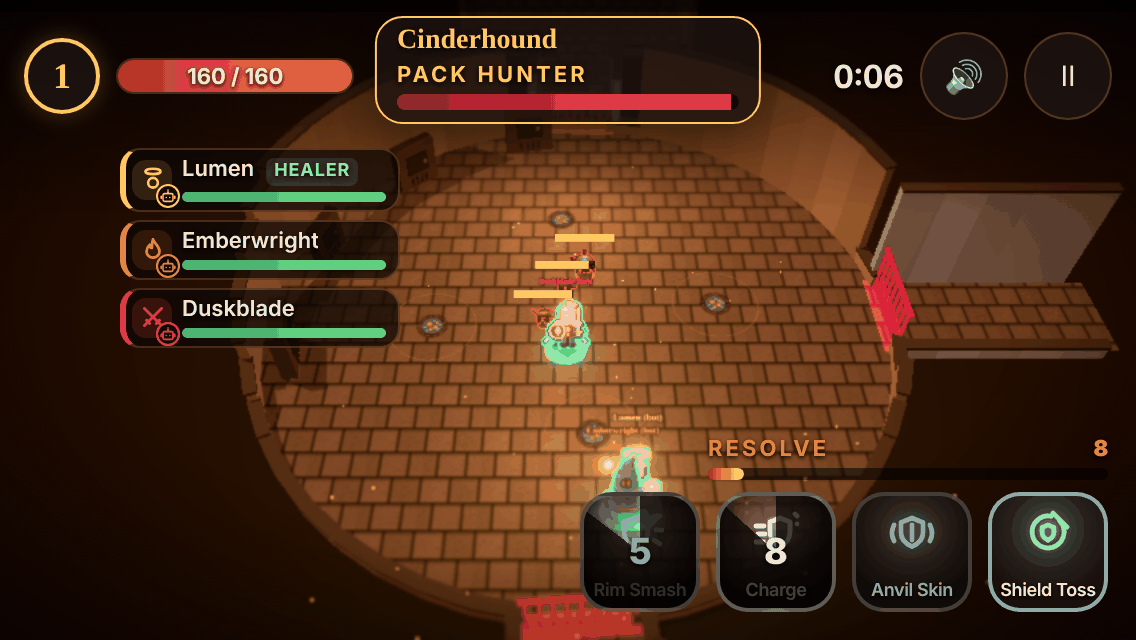 1
160 / 160
Cinderhound
PACK HUNTER
0:06
Lumen HEALER
Emberwright
Duskblade
RESOLVE 8
5
Rim Smash
8
Charge
Anvil Skin
Shield Toss